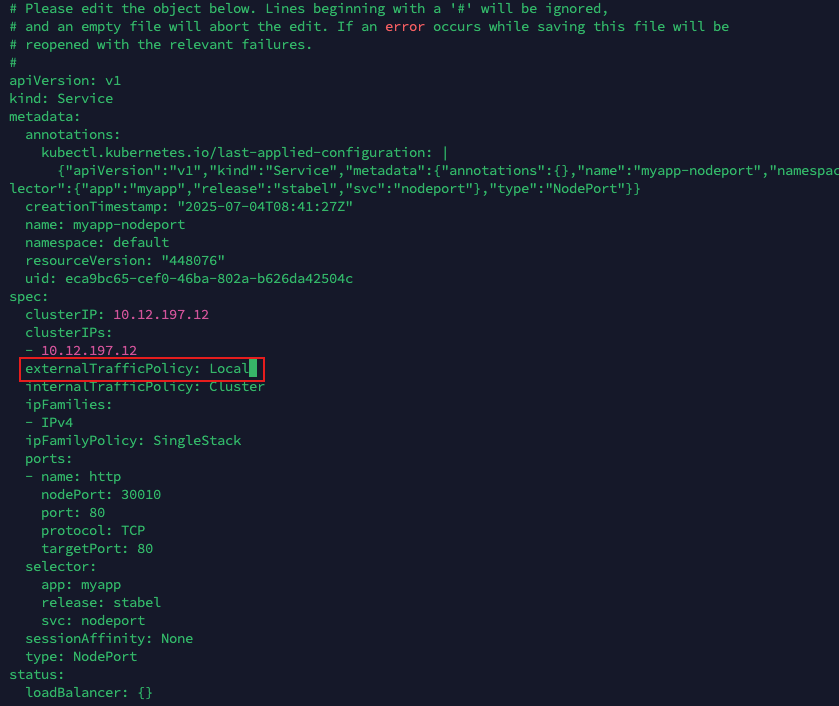 # Please edit the object below. Lines beginning with a '#' will be ignored,
# and an empty file will abort the edit. If an error occurs while saving this file will be
# reopened with the relevant failures.
#
apiVersion: v1
kind: Service
metadata:
  annotations:
    kubectl.kubernetes.io/last-applied-configuration: |
      {"apiVersion":"v1","kind":"Service","metadata":{"annotations":{},"name":"myapp-nodeport","namespac
lector":{"app":"myapp","release":"stabel","svc":"nodeport"},"type":"NodePort"}}
  creationTimestamp: "2025-07-04T08:41:27Z"
  name: myapp-nodeport
  namespace: default
  resourceVersion: "448076"
  uid: eca9bc65-cef0-46ba-802a-b626da42504c
spec:
  clusterIP: 10.12.197.12
  clusterIPs:
  - 10.12.197.12
  externalTrafficPolicy: Local
  internalTrafficPolicy: Cluster
  ipFamilies:
  - IPv4
  ipFamilyPolicy: SingleStack
  ports:
  - name: http
    nodePort: 30010
    port: 80
    protocol: TCP
    targetPort: 80
  selector:
    app: myapp
    release: stabel
    svc: nodeport
  sessionAffinity: None
  type: NodePort
status:
  loadBalancer: {}